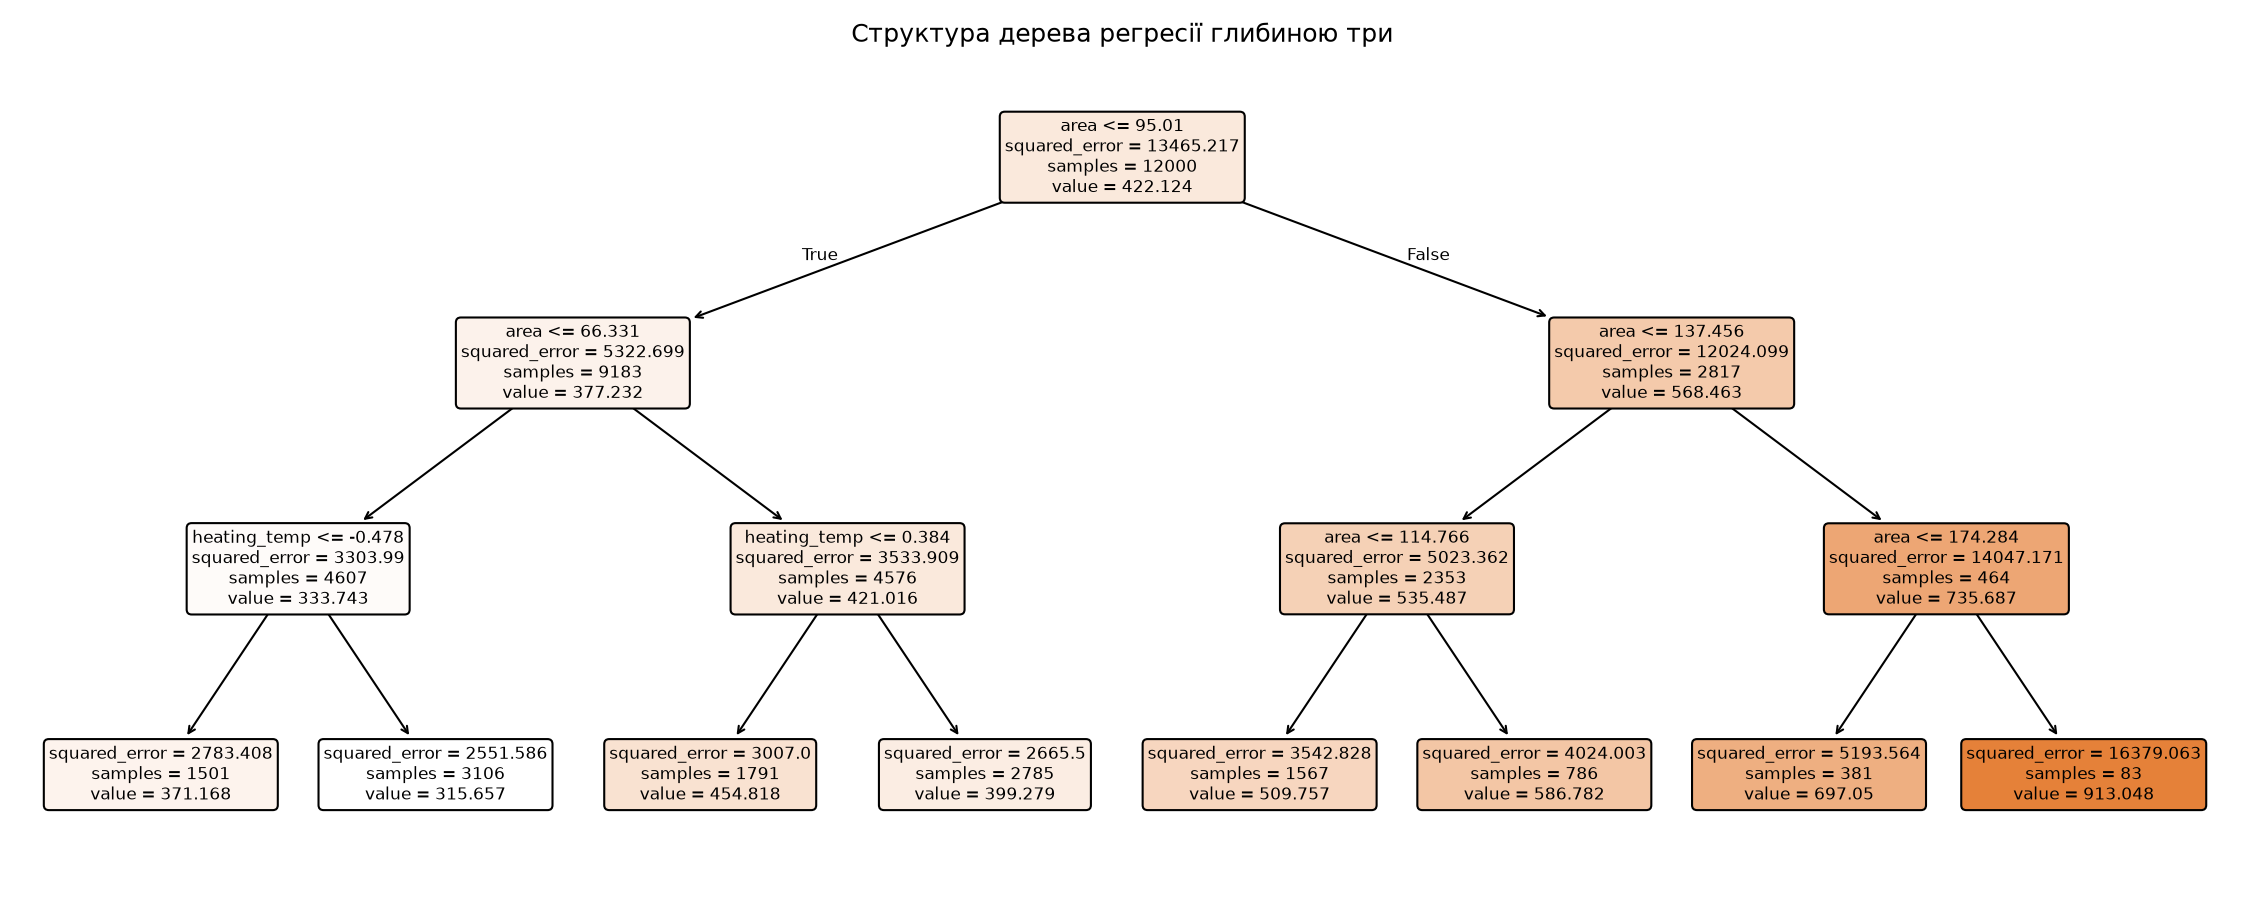 Структура дерева регресії глибиною три
area <= 95.01
squared_error = 13465.217
samples = 12000
value = 422.124
True
False
area <= 66.331
squared_error = 5322.699
samples = 9183
value = 377.232
area <= 137.456
squared_error = 12024.099
samples = 2817
value = 568.463
heating_temp <= -0.478
squared_error = 3303.99
samples = 4607
value = 333.743
heating_temp <= 0.384
squared_error = 3533.909
samples = 4576
value = 421.016
area <= 114.766
squared_error = 5023.362
samples = 2353
value = 535.487
area <= 174.284
squared_error = 14047.171
samples = 464
value = 735.687
squared_error = 2783.408
samples = 1501
value = 371.168
squared_error = 2551.586
samples = 3106
value = 315.657
squared_error = 3007.0
samples = 1791
value = 454.818
squared_error = 2665.5
samples = 2785
value = 399.279
squared_error = 3542.828
samples = 1567
value = 509.757
squared_error = 4024.003
samples = 786
value = 586.782
squared_error = 5193.564
samples = 381
value = 697.05
squared_error = 16379.063
samples = 83
value = 913.048